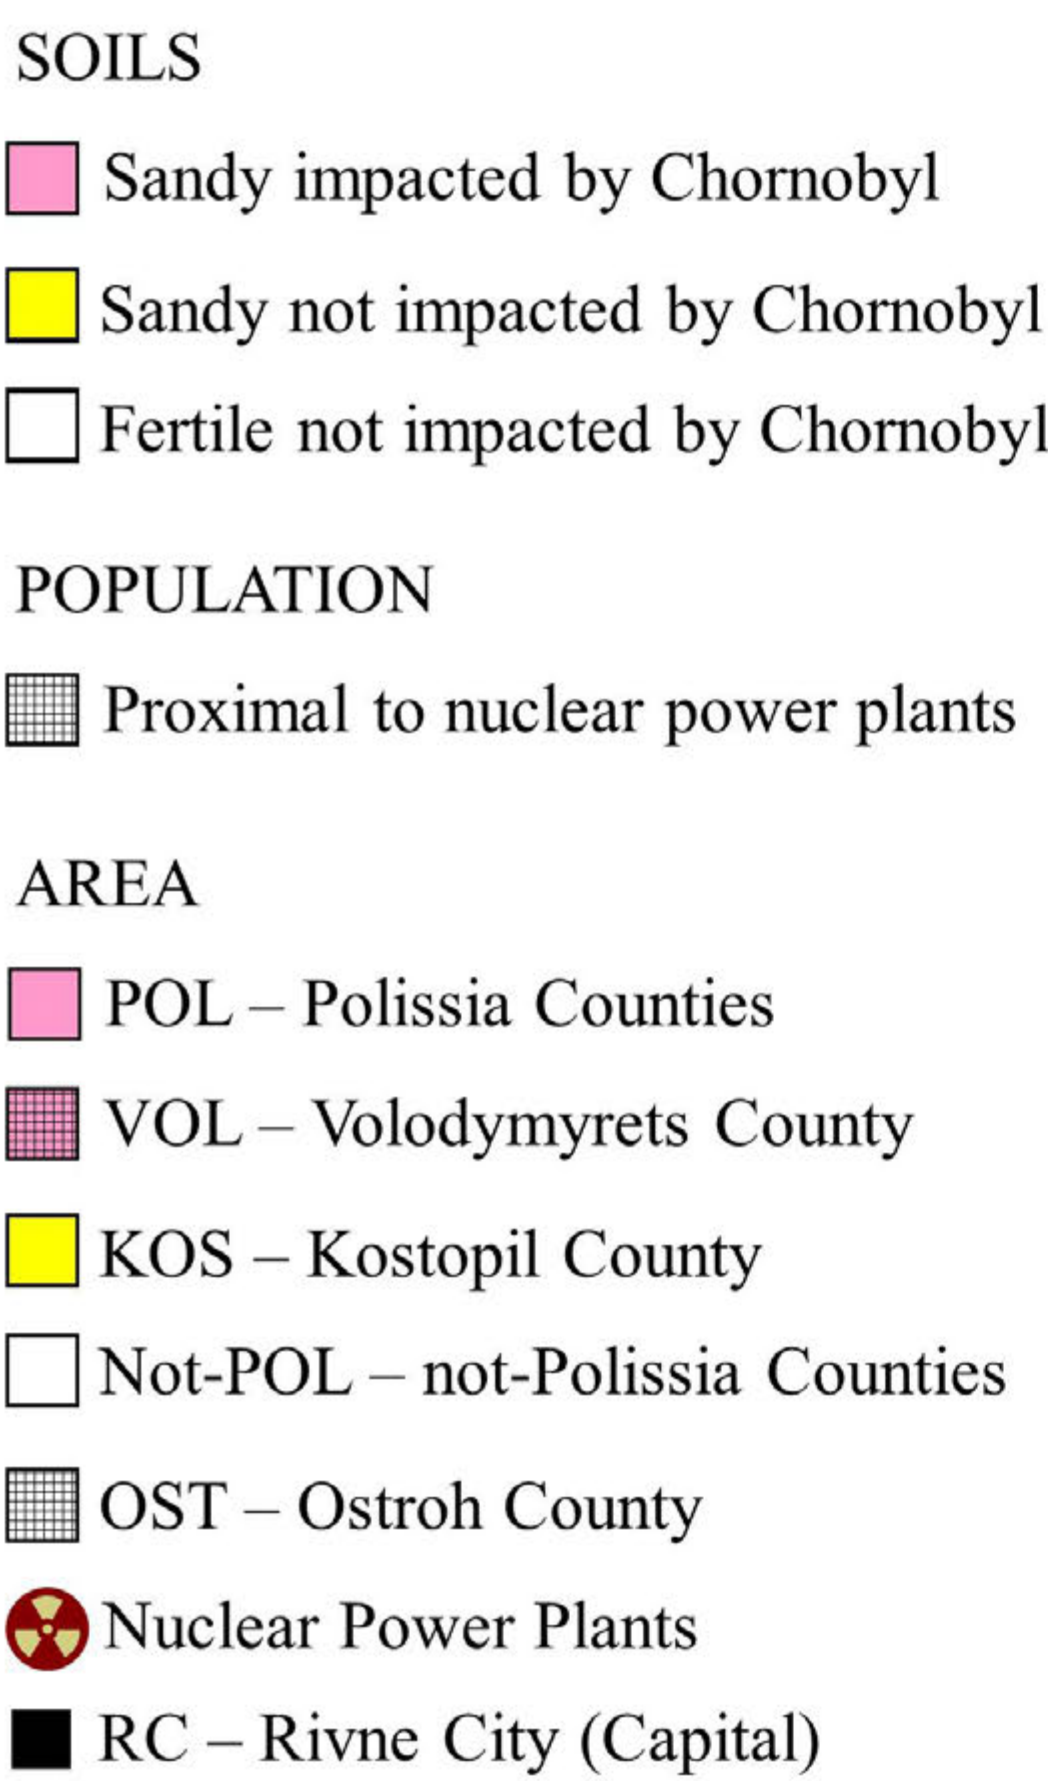 SOILS
Sandy impacted by Chornobyl
Sandy not impacted by Chornobyl
Fertile not impacted by Chornobyl
POPULATION
Proximal to nuclear power plants
AREA
POL – Polissia Counties
VOL – Volodymyrets County
KOS – Kostopil County
Not-POL – not-Polissia Counties
OST – Ostroh County
Nuclear Power Plants
RC – Rivne City (Capital)